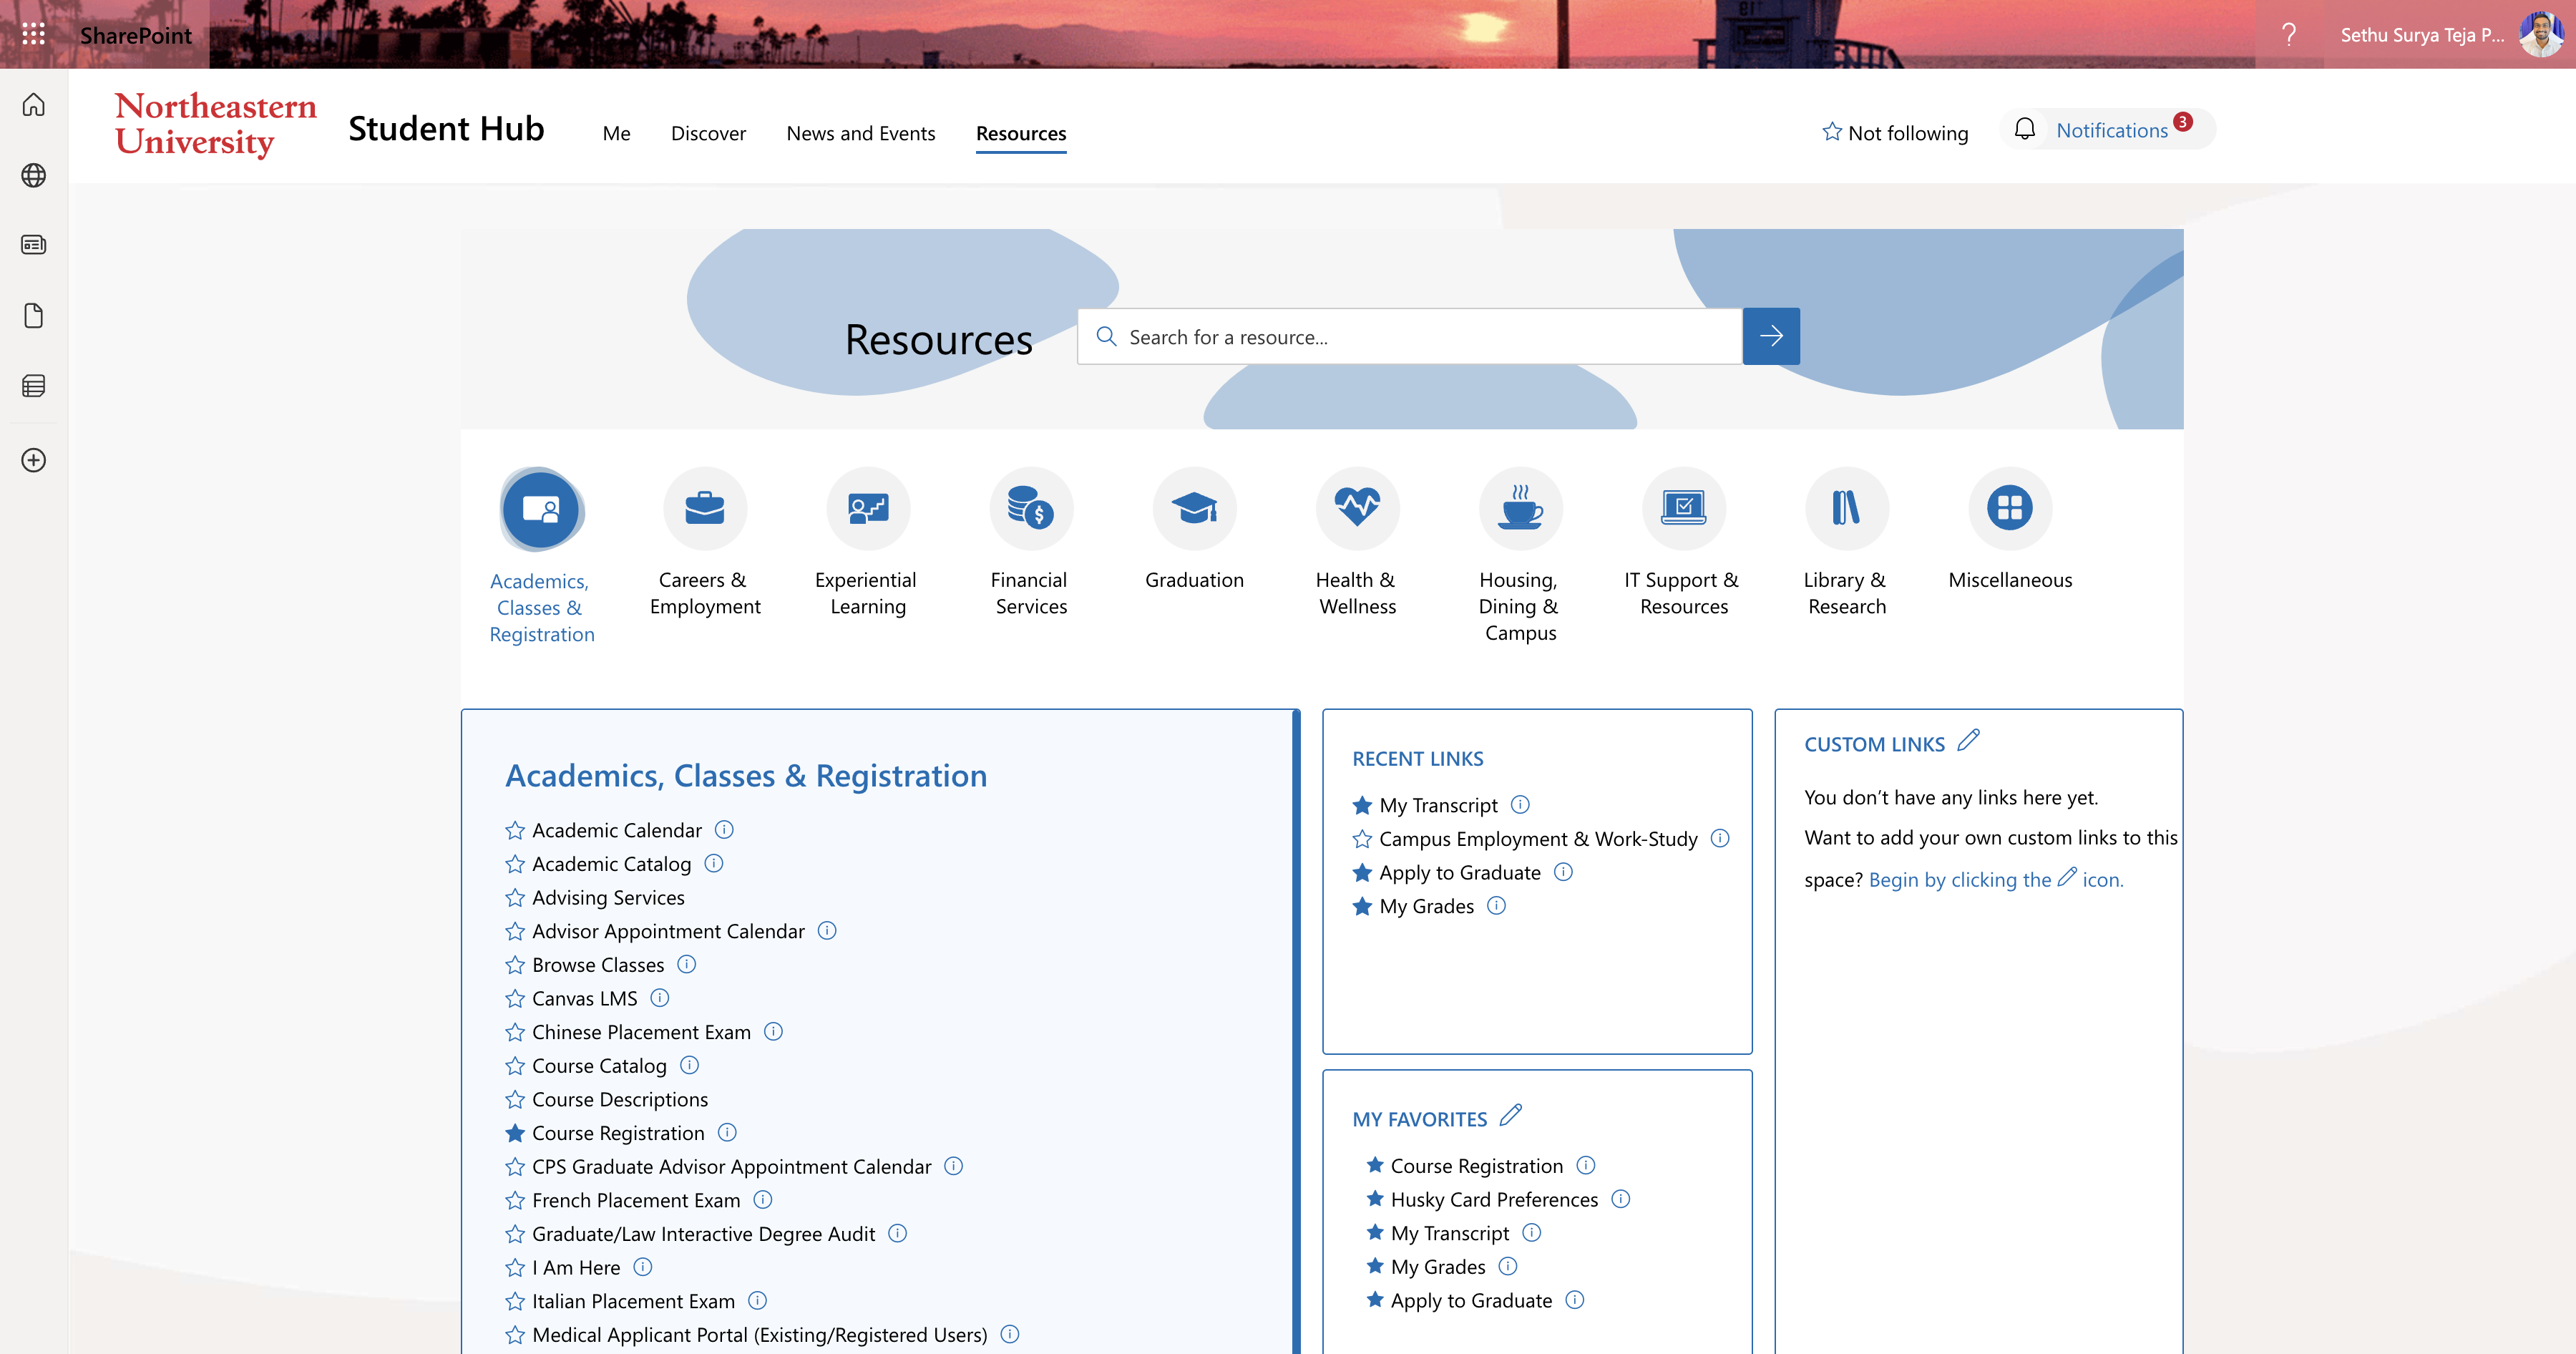 SharePoint
?
Sethu Surya Teja P...
Northeastern
University
Student Hub
Me
Discover
News and Events
Resources
Not following
Notifications
3
Resources
Search for a resource...
Academics,
Classes &
Registration
Careers &
Employment
Experiential
Learning
Financial
Services
Graduation
Health &
Wellness
Housing,
Dining &
Campus
IT Support &
Resources
Library &
Research
Miscellaneous
Academics, Classes & Registration
Academic Calendar
Academic Catalog
Advising Services
Advisor Appointment Calendar
Browse Classes
Canvas LMS
Chinese Placement Exam
Course Catalog
Course Descriptions
Course Registration
CPS Graduate Advisor Appointment Calendar
French Placement Exam
Graduate/Law Interactive Degree Audit
I Am Here
Italian Placement Exam
Medical Applicant Portal (Existing/Registered Users)
RECENT LINKS
My Transcript
Campus Employment & Work-Study
Apply to Graduate
My Grades
MY FAVORITES
Course Registration
Husky Card Preferences
My Transcript
My Grades
Apply to Graduate
CUSTOM LINKS
You don’t have any links here yet.
Want to add your own custom links to this
space? Begin by clicking the icon.